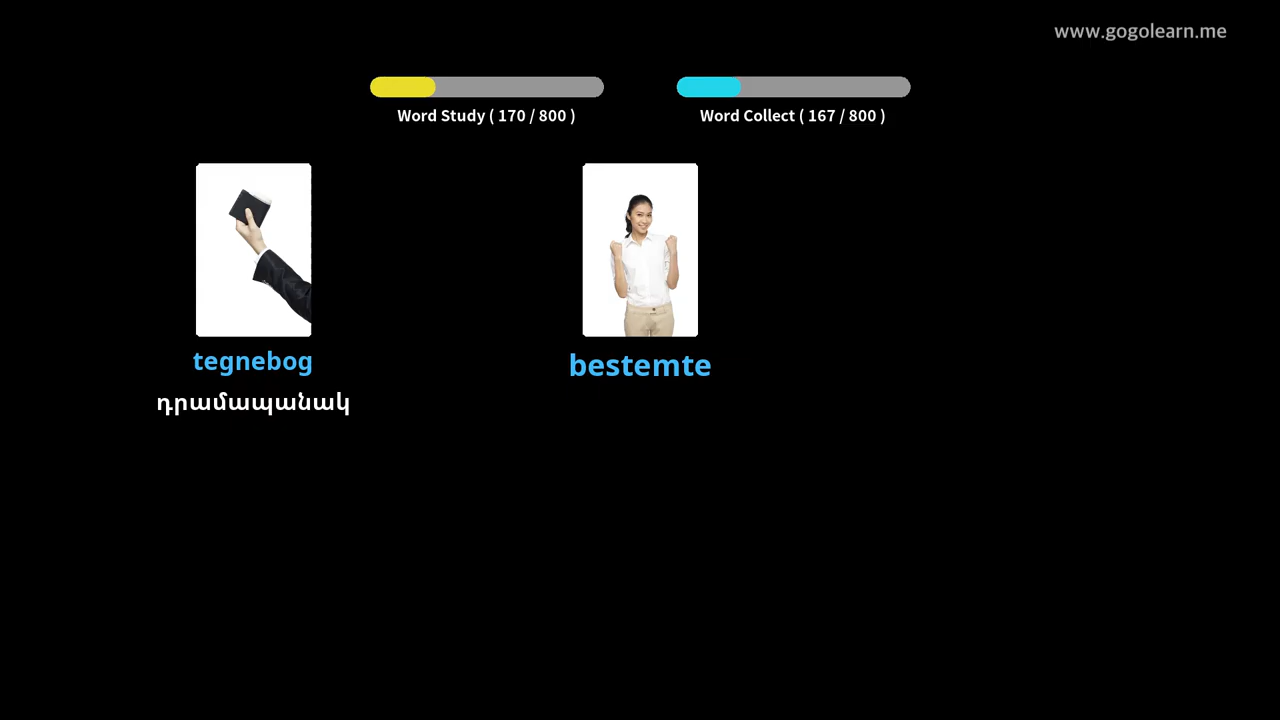 www.gogolearn.me
Word Study ( 170 / 800 )
Word Collect ( 167 / 800 )
tegnebog
bestemte
դրամապանակ